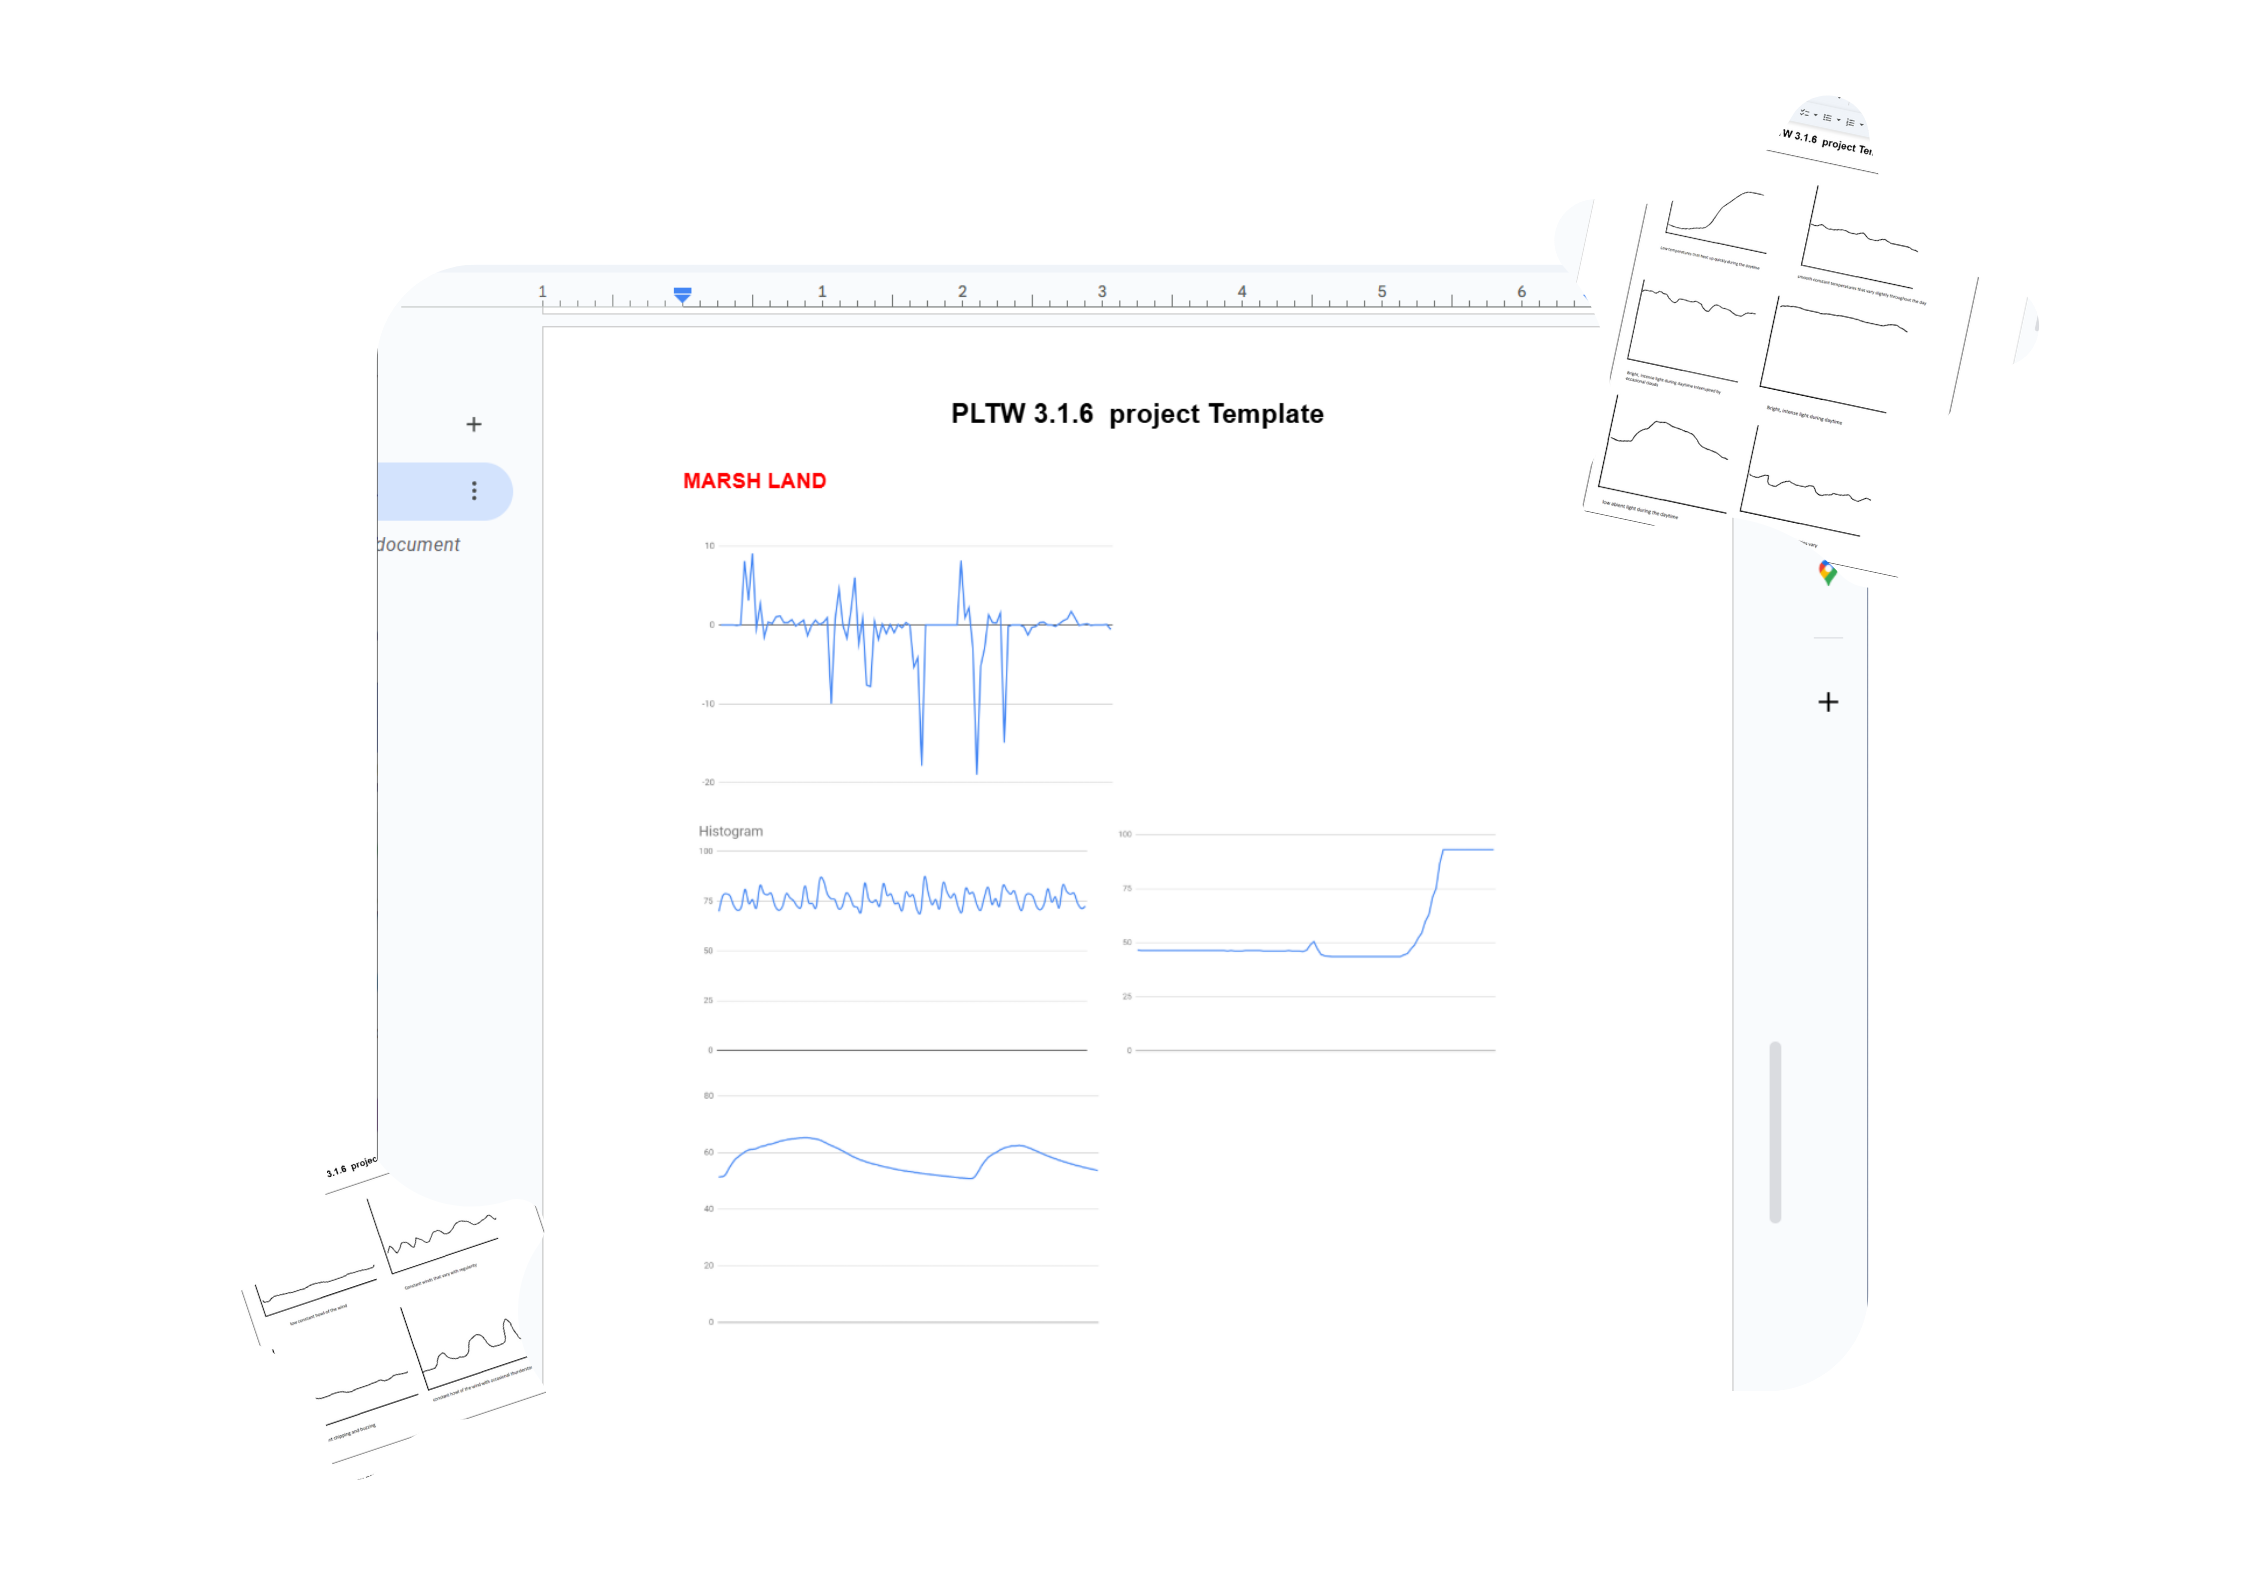 W 3.1.6 project Te
Low temperatures that heat up quickly during the daytime
constant temperatures that vary slightly throughout the day
1 1 2 3 4 5 6
Bright, intense light during daytime interrupted by
occasional clouds
PLTW 3.1.6 project Template
Bright, intense light during daytime
MARSH LAND
low absent light during the daytime
document
vary
10
0
-10
-20
Histogram
100
75
50
25
0
100
75
50
25
0
80
60
40
20
0
3.1.6 projec
constant winds that vary with regularity
low constant howl of the wind
constant howl of the wind with occasional
chipping and buzzing